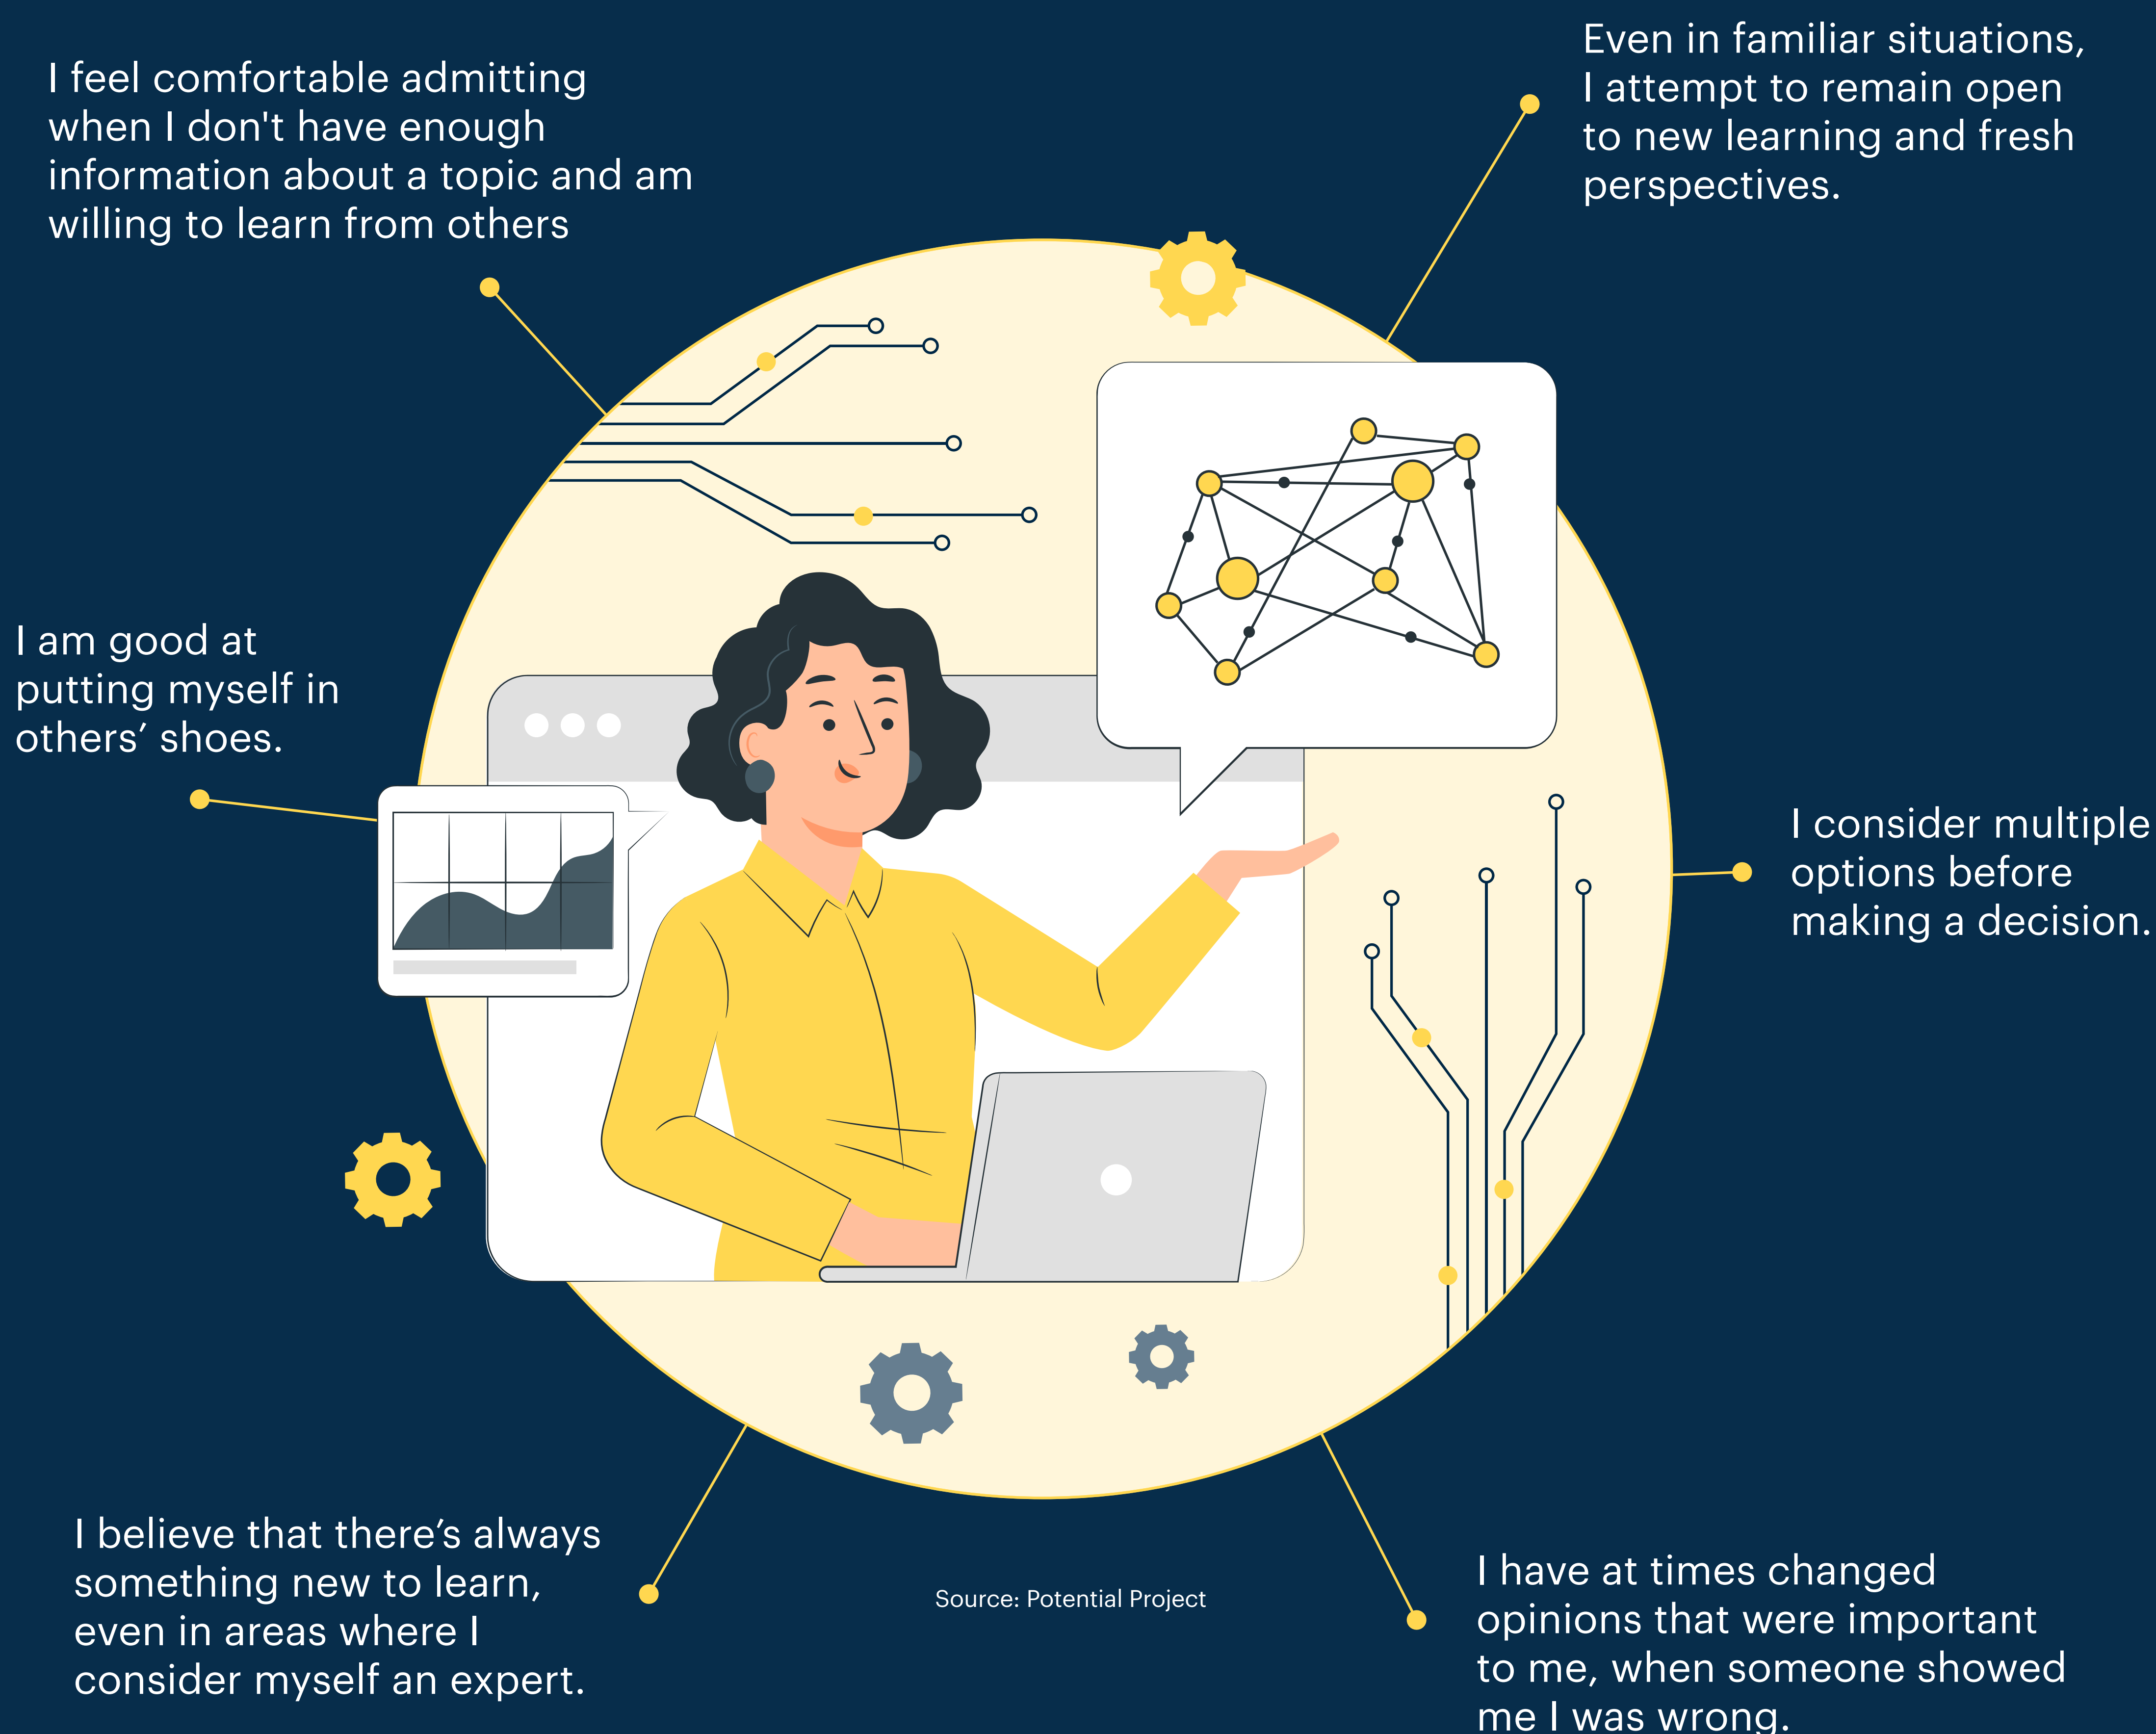 I feel comfortable admitting
when I don't have enough
information about a topic and am
willing to learn from others
Even in familiar situations,
I attempt to remain open
to new learning and fresh
perspectives.
I am good at
putting myself in
others’ shoes.
I consider multiple
options before
making a decision.
I believe that there’s always
something new to learn,
even in areas where I
consider myself an expert.
Source: Potential Project
I have at times changed
opinions that were important
to me, when someone showed
me I was wrong.